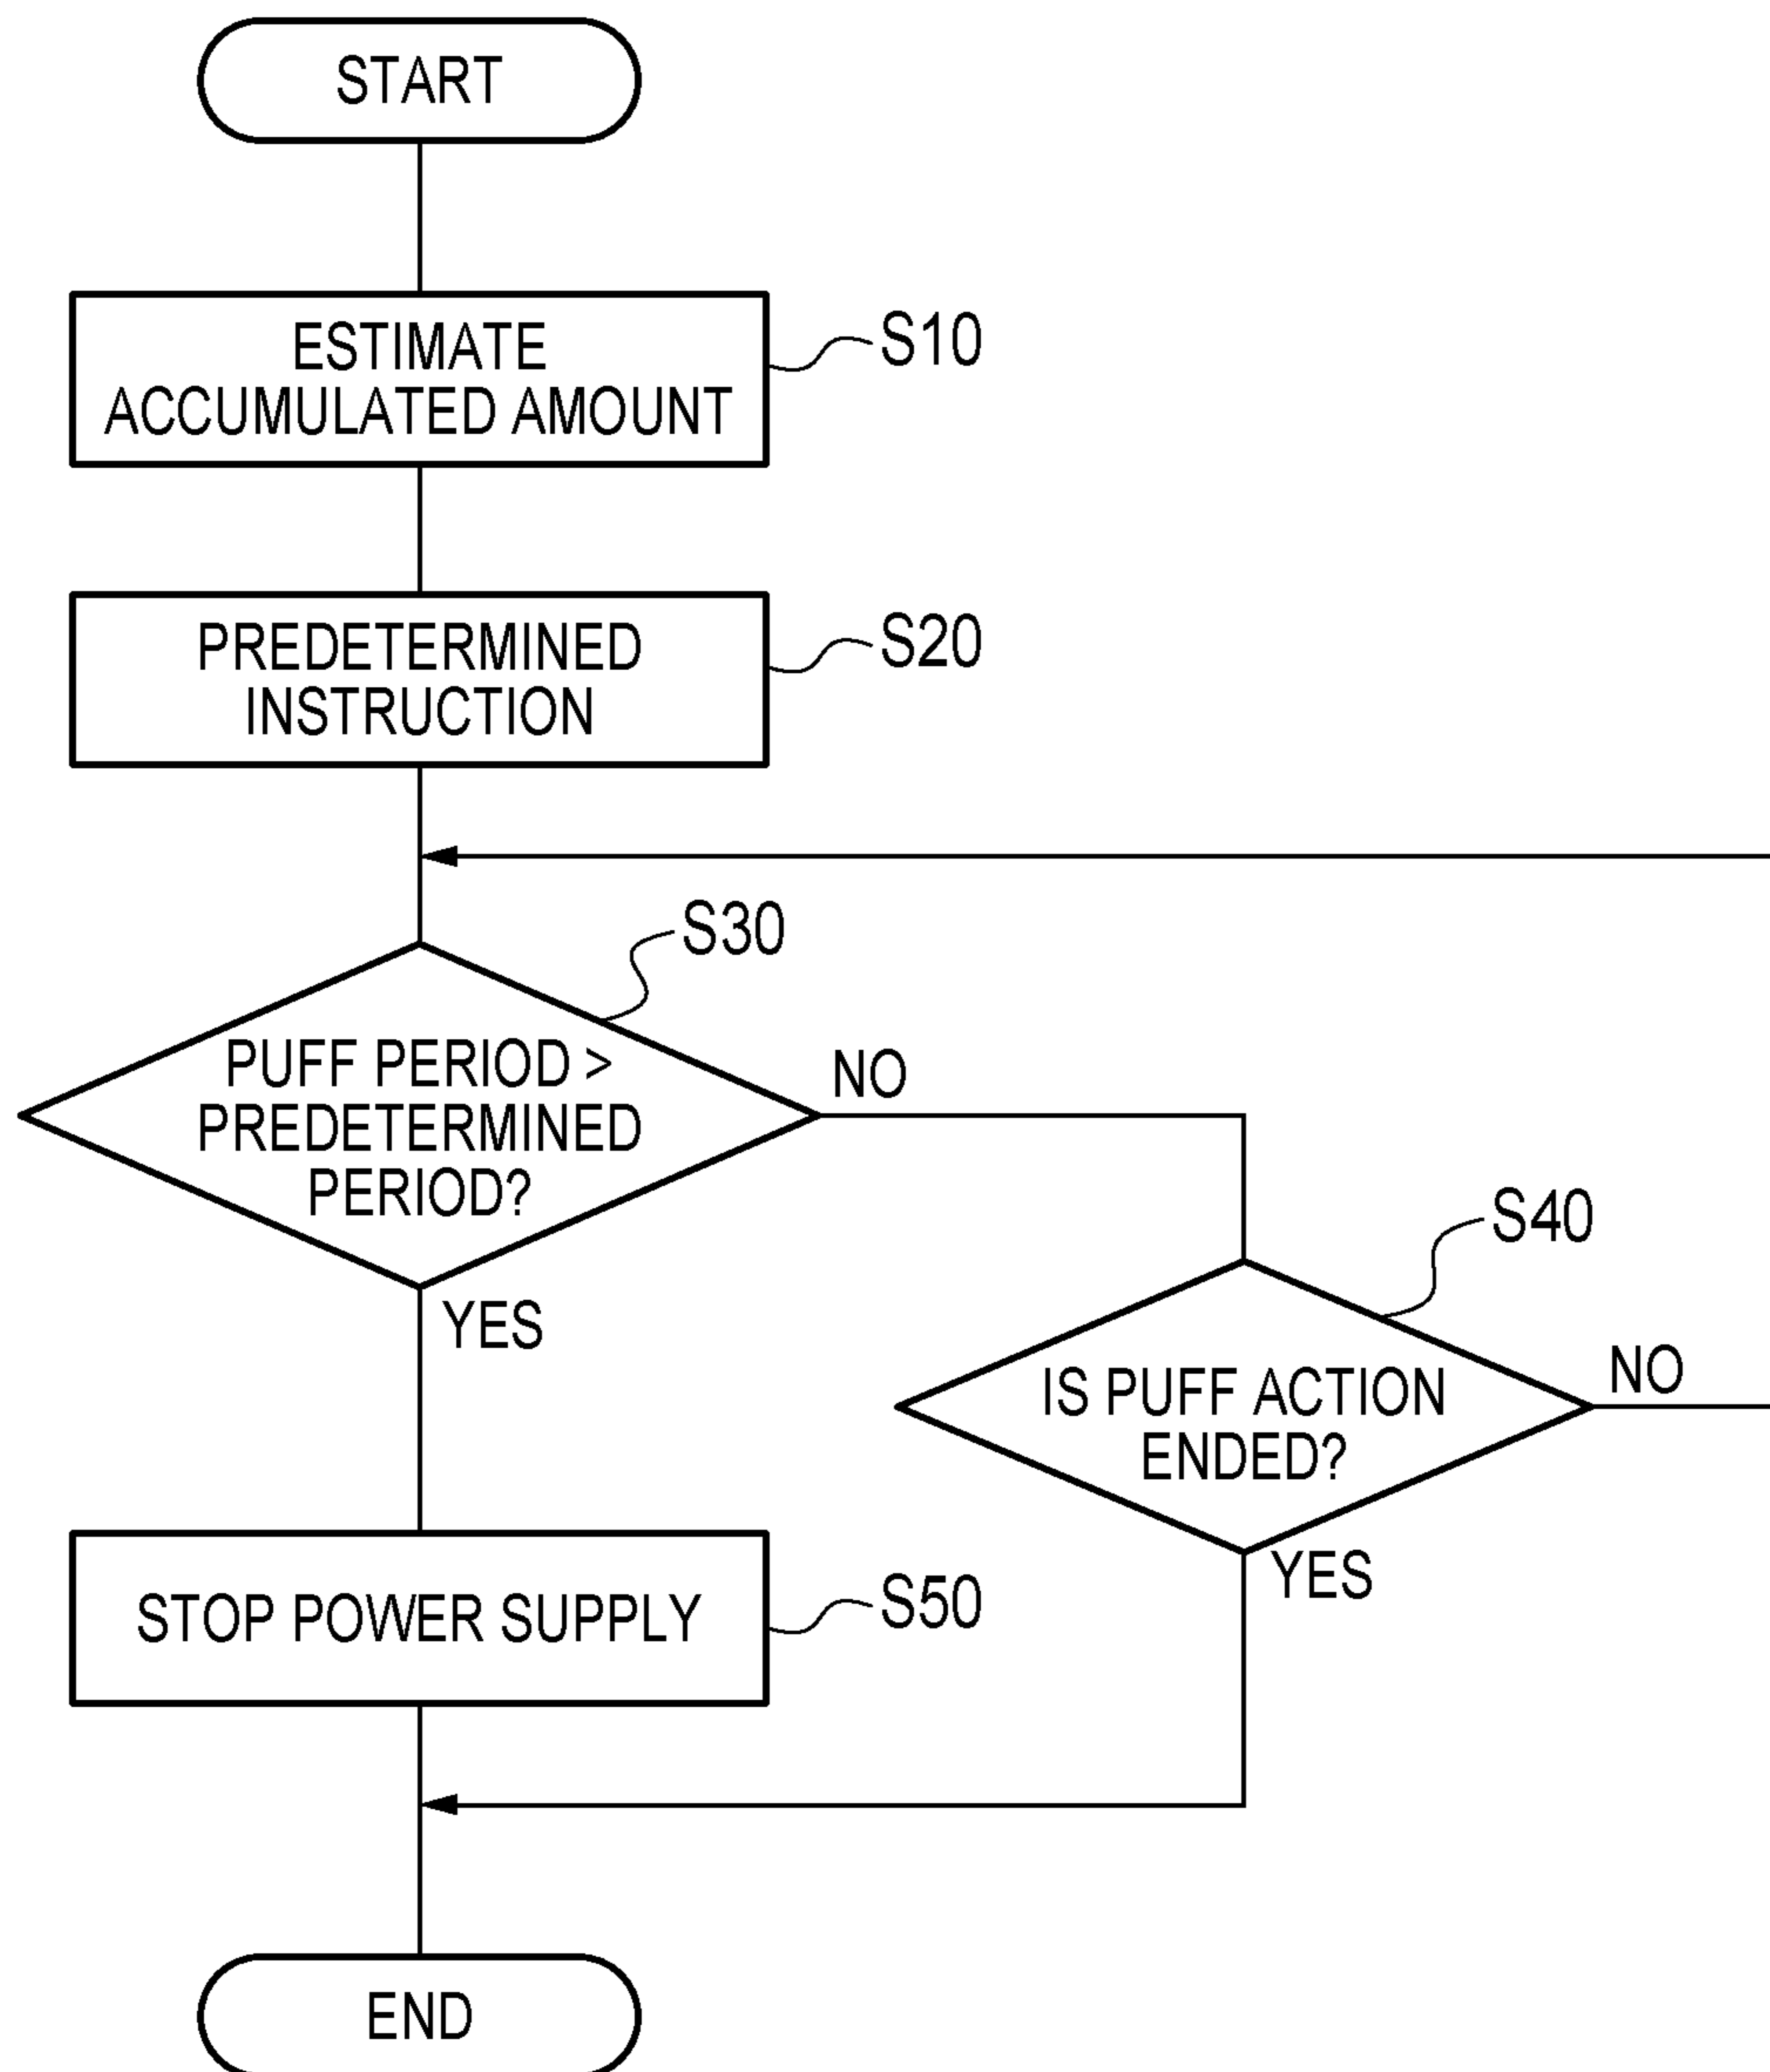 START
ESTIMATE
ACCUMULATED AMOUNT
S10
PREDETERMINED
INSTRUCTION
S20
S30
PUFF PERIOD >
PREDETERMINED
PERIOD?
NO
YES
S40
IS PUFF ACTION
ENDED?
NO
YES
STOP POWER SUPPLY
S50
END